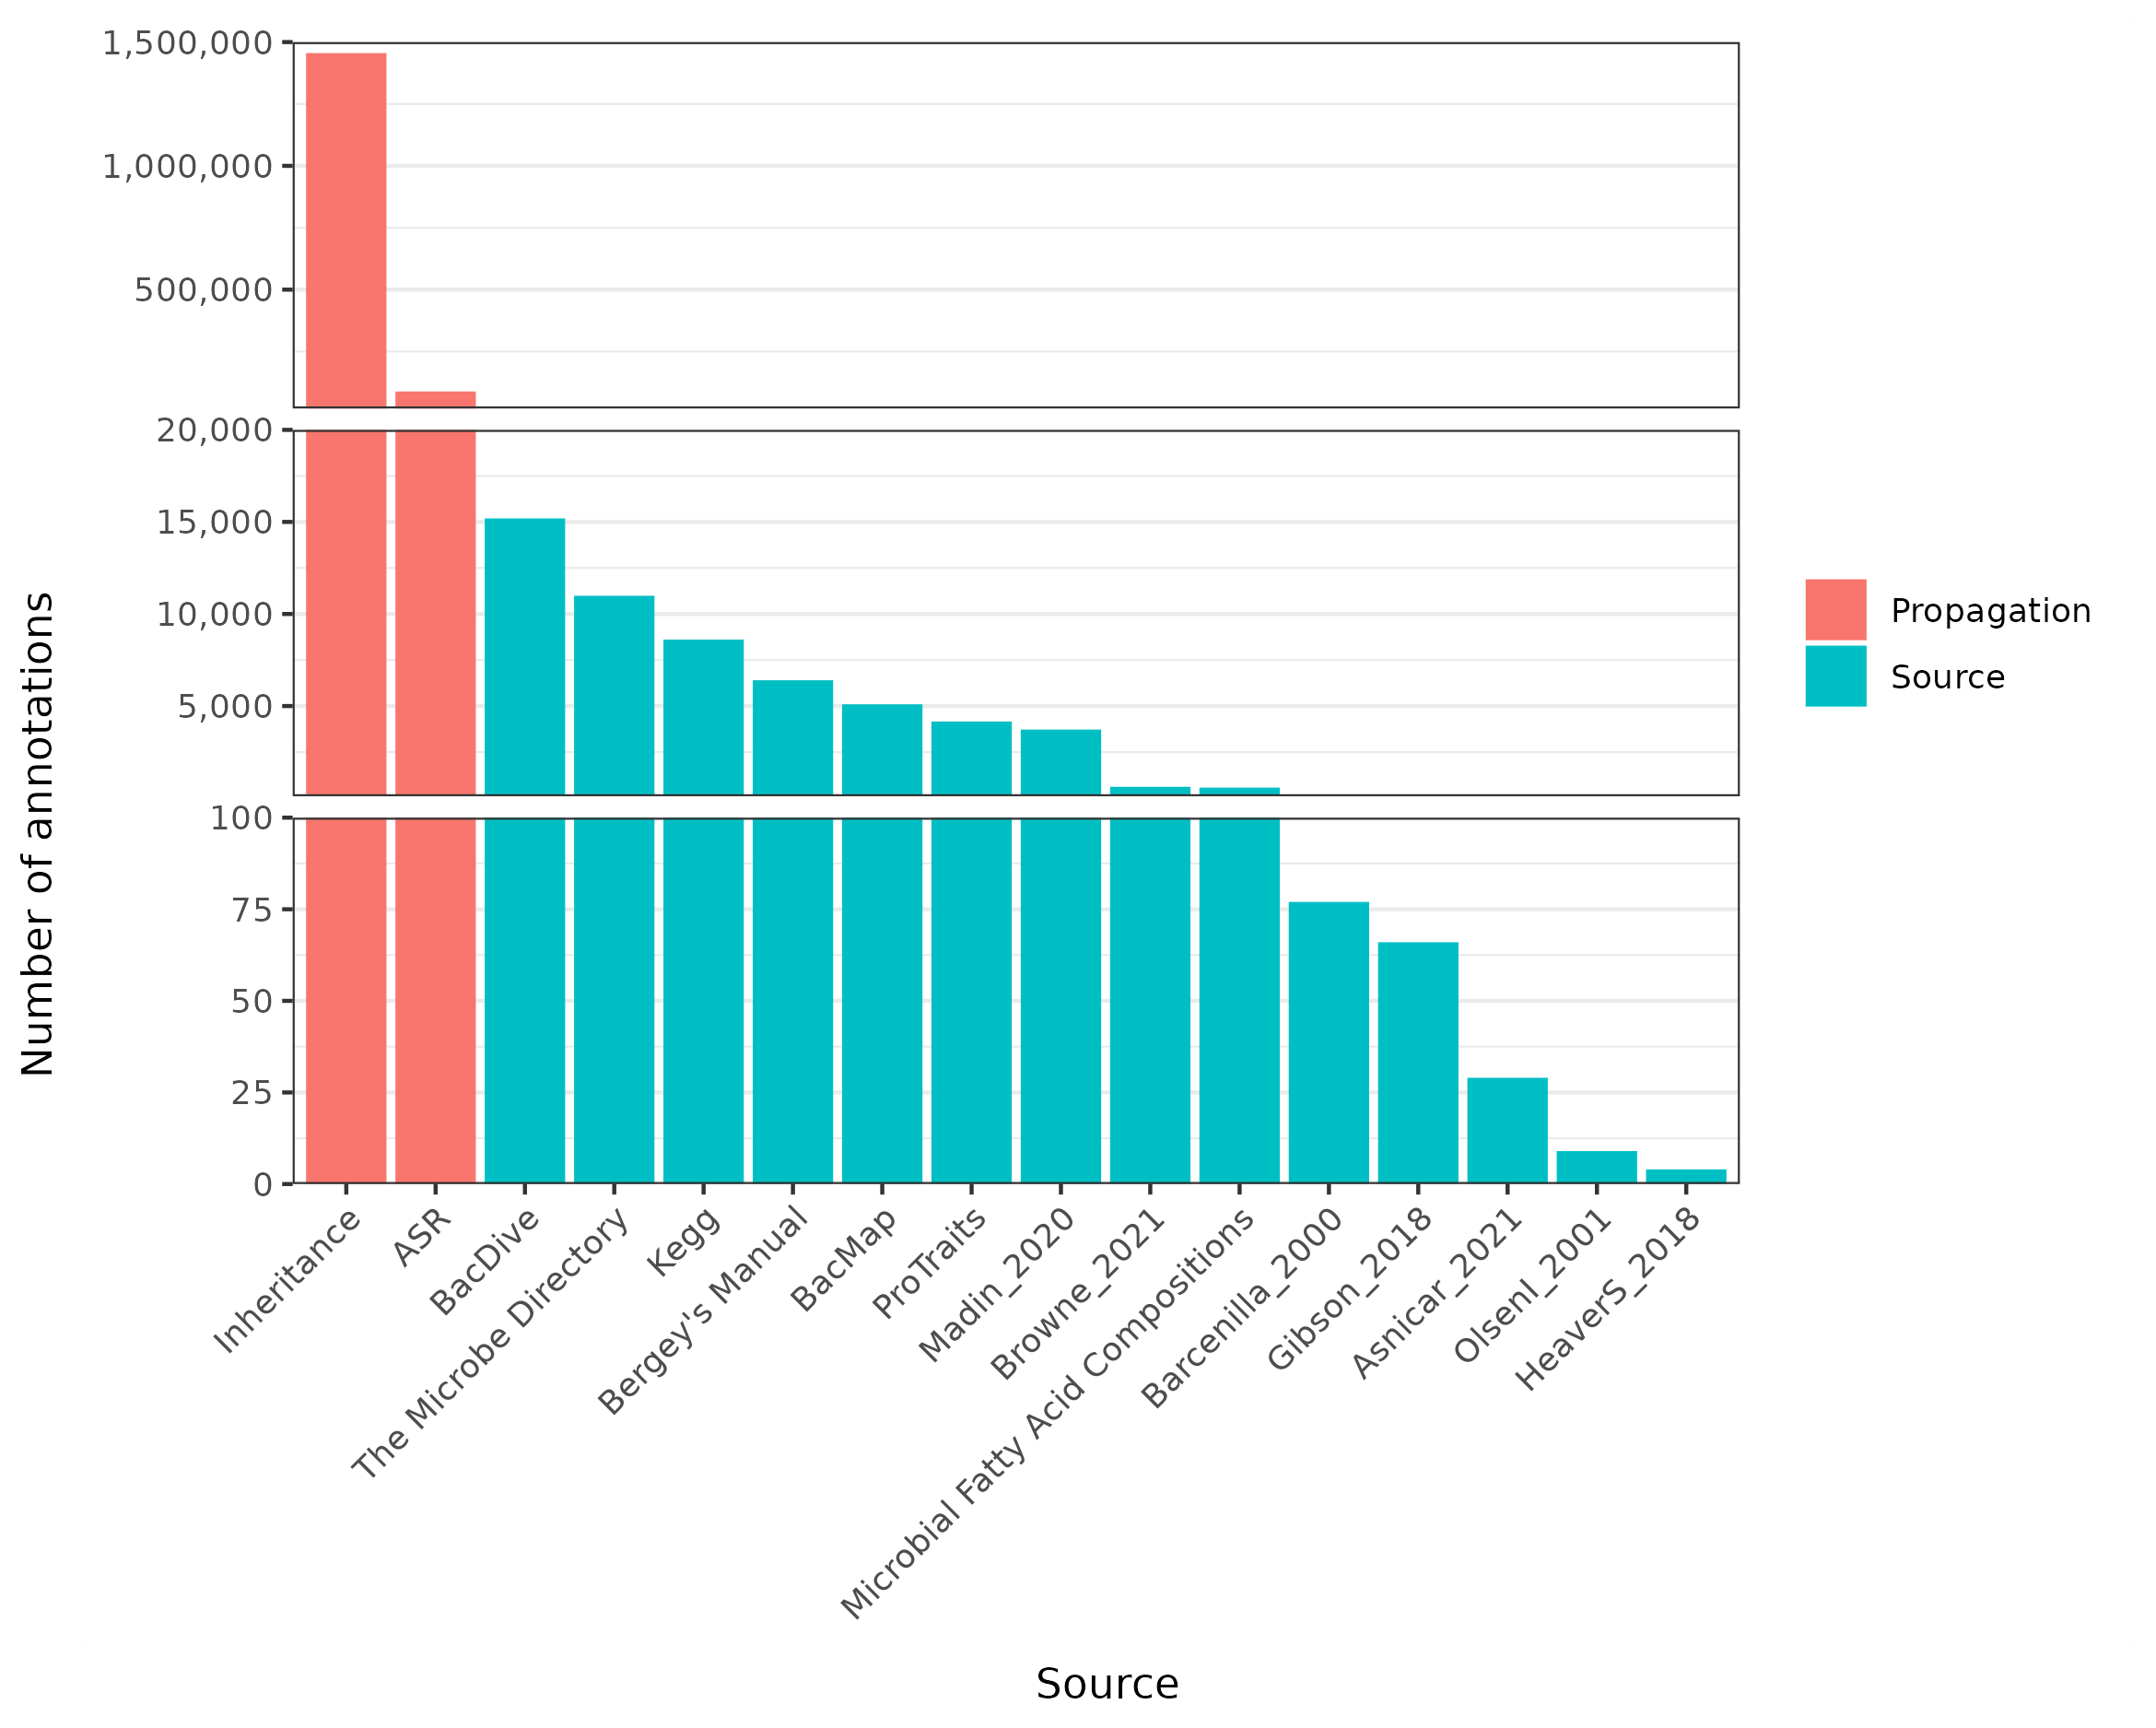 1,500,000
1,000,000
500,000
20,000
15,000
10,000
5,000
100
75
50
25
0
Number of annotations
Propagation
Source
Inheritance
ASR
BacDive
The Microbe Directory
Kegg
Bergey's Manual
BacMap
ProTraits
Madin_2020
Browne_2021
Microbial Fatty Acid Compositions
Barcenilla_2000
Gibson_2018
Asnicar_2021
OlsenI_2001
HeaverS_2018
Source